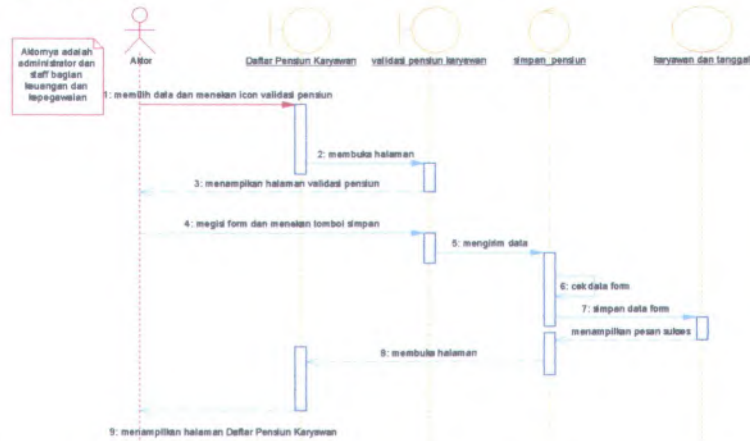 Aktornya adalah
administrator dan
staff bagian
keuangan dan
kepegawaian
Aktor
Daftar Pensiun Karyawan
validasi pensiun karyawan
simpan_pensiun
karyawan dan tanggal
1: memilih data dan menekan icon validasi pensiun
2: membuka halaman
3: menampilkan halaman validasi pensiun
4: megisi form dan menekan tombol simpan
5: mengirim data
6: cek data form
7: simpan data form
menampilkan pesan sukses
8: membuka halaman
9: menampilkan halaman Daftar Pensiun Karyawan